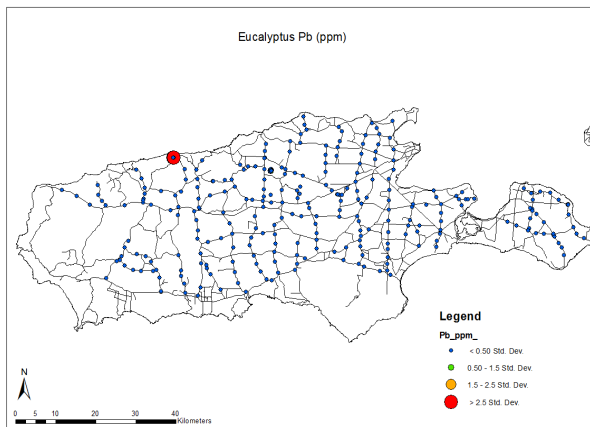 Eucalyptus Pb (ppm)
Legend
Pb_ppm_
< 0.50 Std. Dev.
0.50 - 1.5 Std. Dev.
1.5 - 2.5 Std. Dev.
> 2.5 Std. Dev.
N
0 5 10 20 30 40
Kilometers